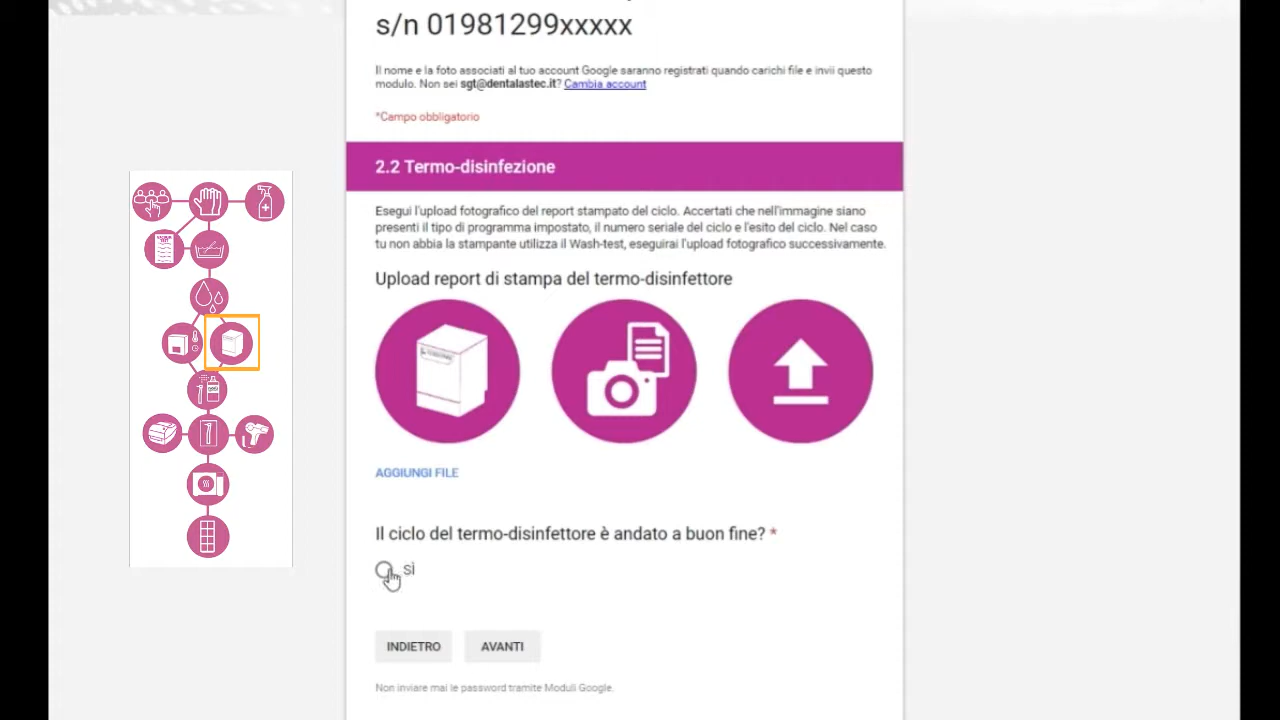 s/n 01981299xxxxx
Il nome e la foto associati al tuo account Google saranno registrati quando carichi file e invii questo
modulo. Non sei sgt@dentalastec.it? Cambia account
*Campo obbligatorio
2.2 Termo-disinfezione
Esegui l'upload fotografico del report stampato del ciclo. Accertati che nell'immagine siano
presenti il tipo di programma impostato, il numero seriale del ciclo e l'esito del ciclo. Nel caso
tu non abbia la stampante utilizza il Wash-test, eseguirai l'upload fotografico successivamente.
Upload report di stampa del termo-disinfettore
AGGIUNGI FILE
Il ciclo del termo-disinfettore è andato a buon fine? *
sì
INDIETRO
AVANTI
Non inviare mai le password tramite Moduli Google.